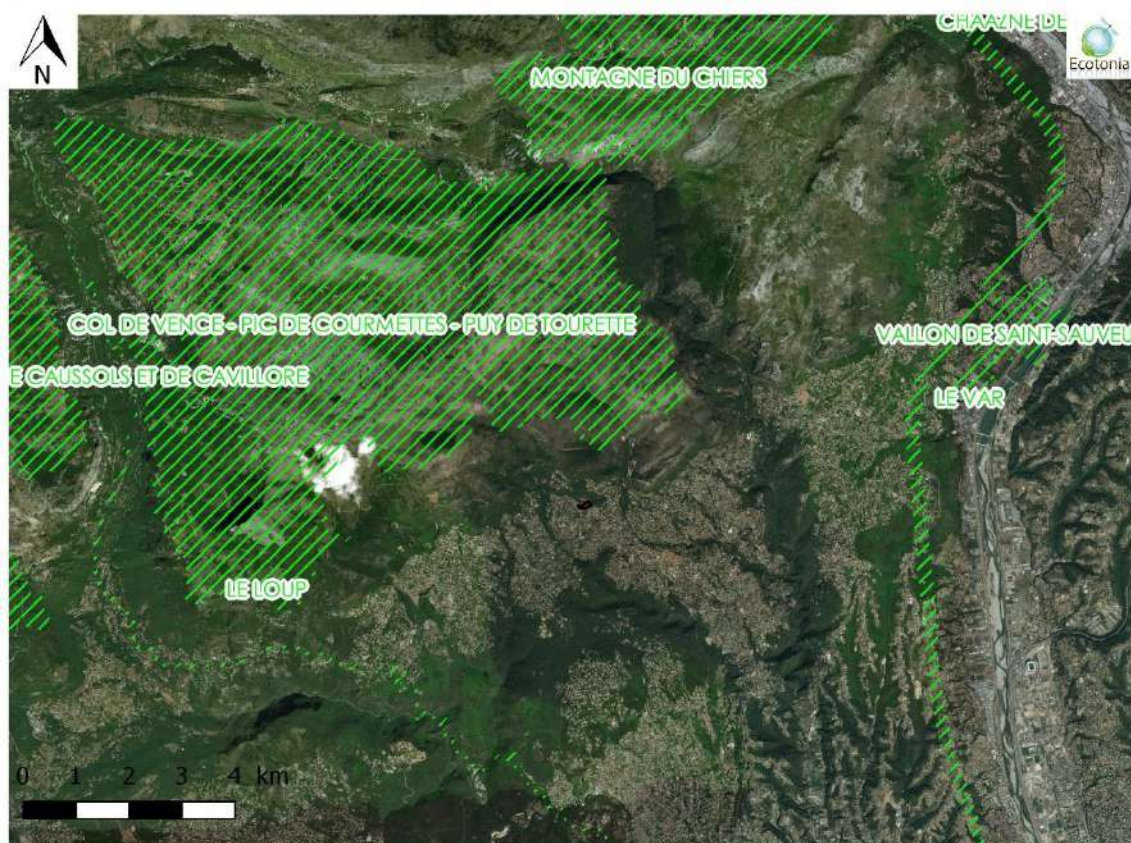 CHAAZNE DE
N
Ecotonia
MONTAGNE DU CHIERS
COL DE VENCE - PIC DE COURMETTES - PUY DE TOURETTE
VALLON DE SAINT-SAUVEU
E CAUSSOLS ET DE CAVILLORE
LE VAR
LE LOUP
0 1 2 3 4 km